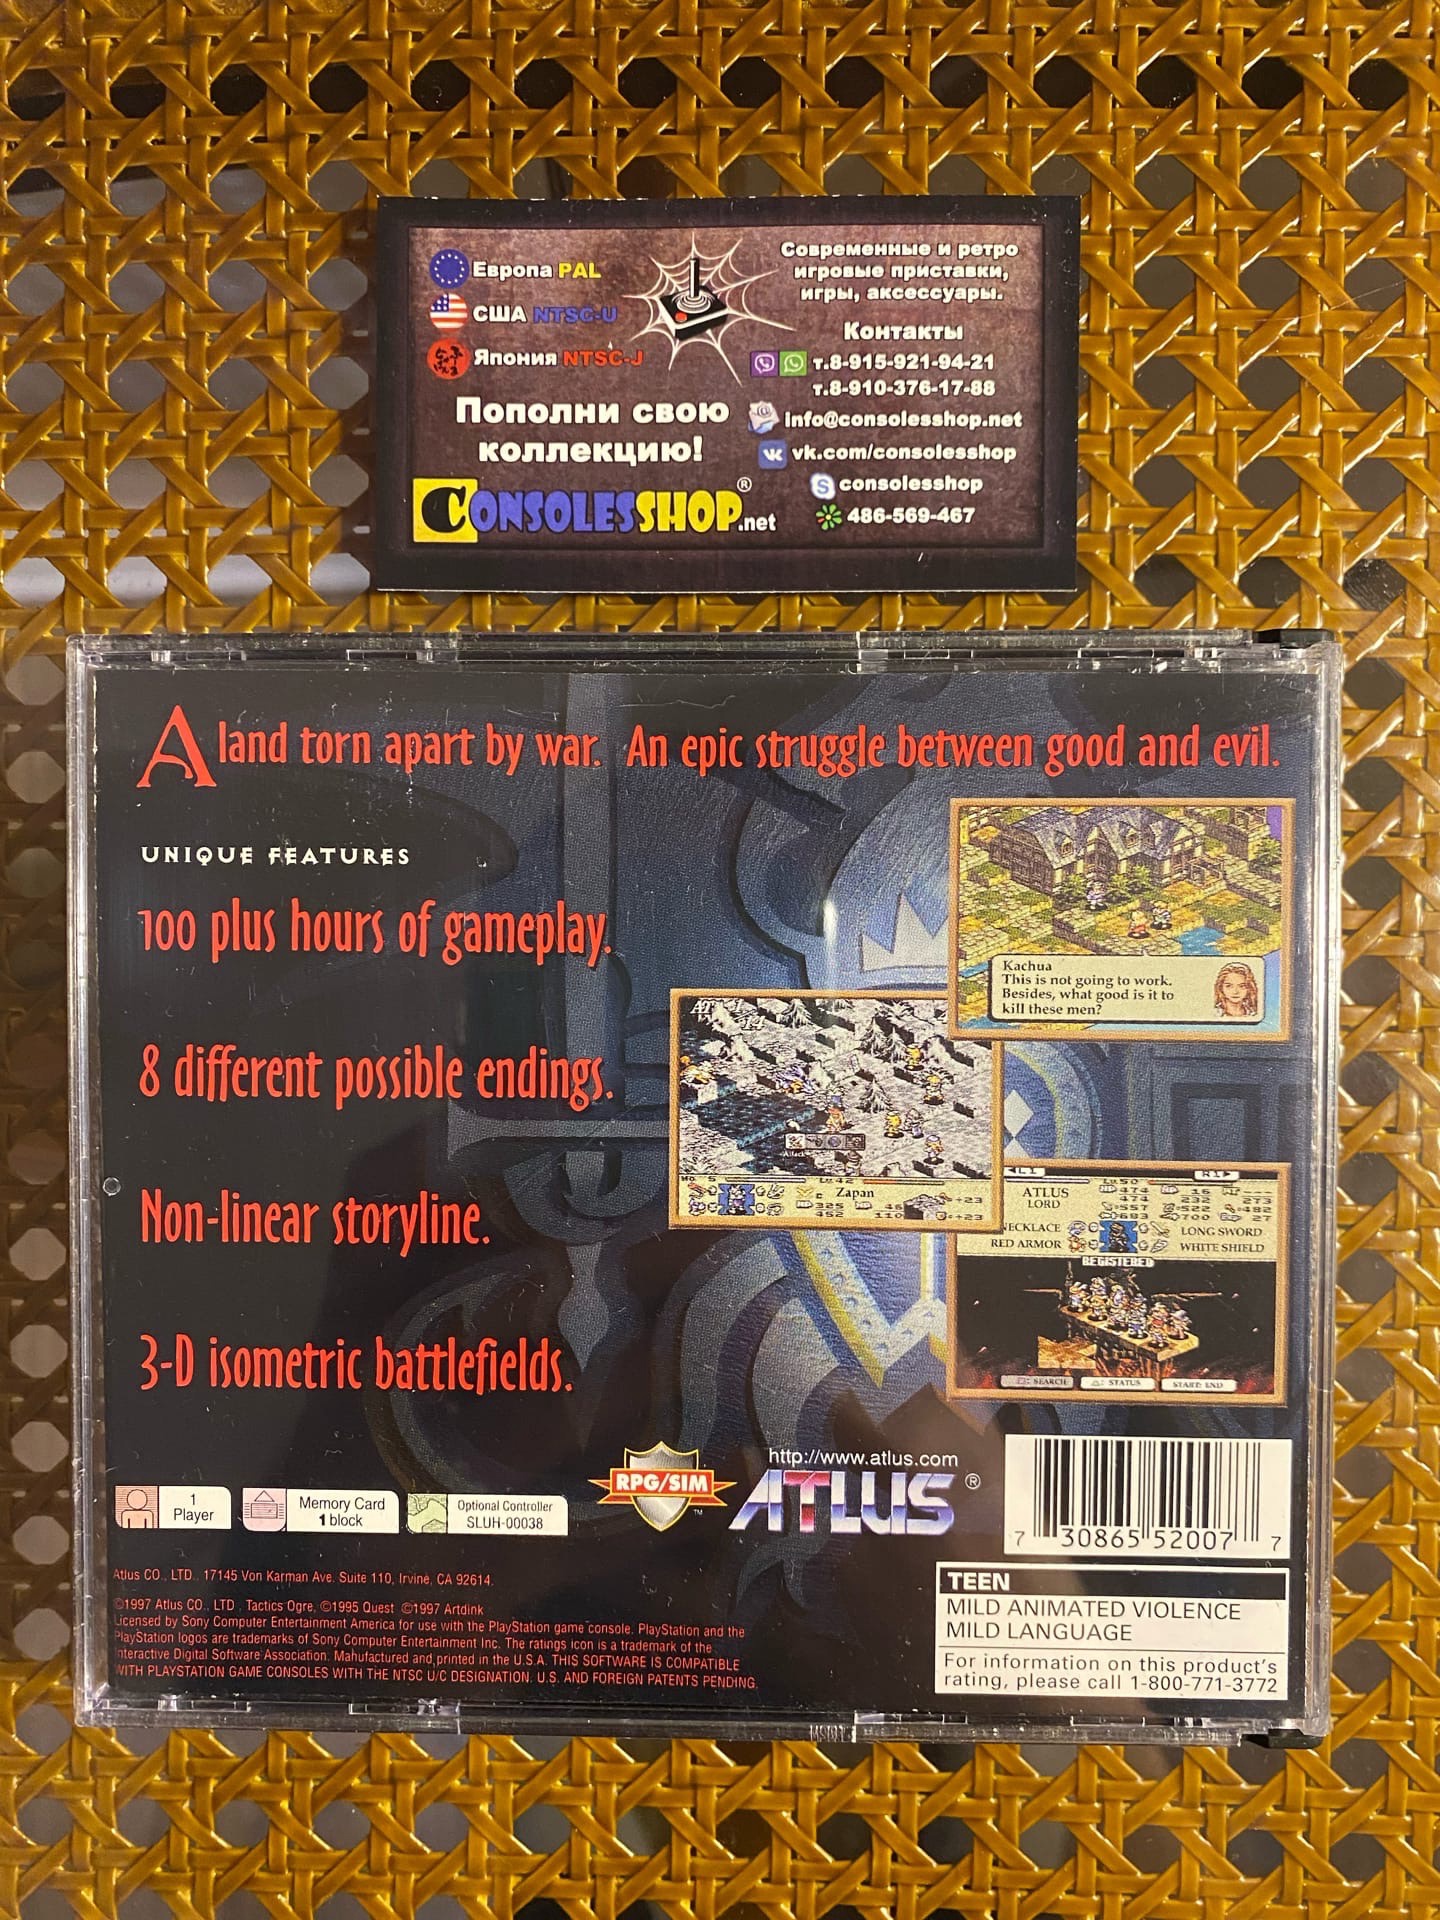 Европа PAL
США NTSC-U
Япония NTSC-J
Пополни свою
коллекцию!
CONSOLESSHOP.net
®
Современные и ретро
игровые приставки,
игры, аксессуары.
Контакты
т.8-915-921-94-21
т.8-910-376-17-88
info@consolesshop.net
vk.com/consolesshop
consolesshop
486-569-467
A land torn apart by war. An epic struggle between good and evil.
UNIQUE FEATURES
100 plus hours of gameplay.
8 different possible endings.
Non-linear storyline.
3-D isometric battlefields.
Kachua
This is not going to work.
Besides, what good is it to
kill these men?
Attack
Lv.42
Zapan
+23
+23
Lv.50
ATLUS
LORD
NECKLACE
RED ARMOR
LONG SWORD
WHITE SHIELD
REGISTERED
SEARCH
STATUS
START: END
1
Player
Memory Card
1 block
Optional Controller
SLUH-00038
RPG/SIM
TM
http://www.atlus.com
ATLUS®
7 30865 52007 7
Atlus CO., LTD. 17145 Von Karman Ave. Suite 110, Irvine, CA 92614.
©1997 Atlus CO., LTD , Tactics Ogre, ©1995 Quest ©1997 Artdink
Licensed by Sony Computer Entertainment America for use with the PlayStation game console. PlayStation and the
PlayStation logos are trademarks of Sony Computer Entertainment Inc. The ratings icon is a trademark of the
Interactive Digital Software Association. Mahufactured and printed in the U.S.A. THIS SOFTWARE IS COMPATIBLE
WITH PLAYSTATION GAME CONSOLES WITH THE NTSC U/C DESIGNATION. U.S. AND FOREIGN PATENTS PENDING.
TEEN
MILD ANIMATED VIOLENCE
MILD LANGUAGE
For information on this product's
rating, please call 1-800-771-3772